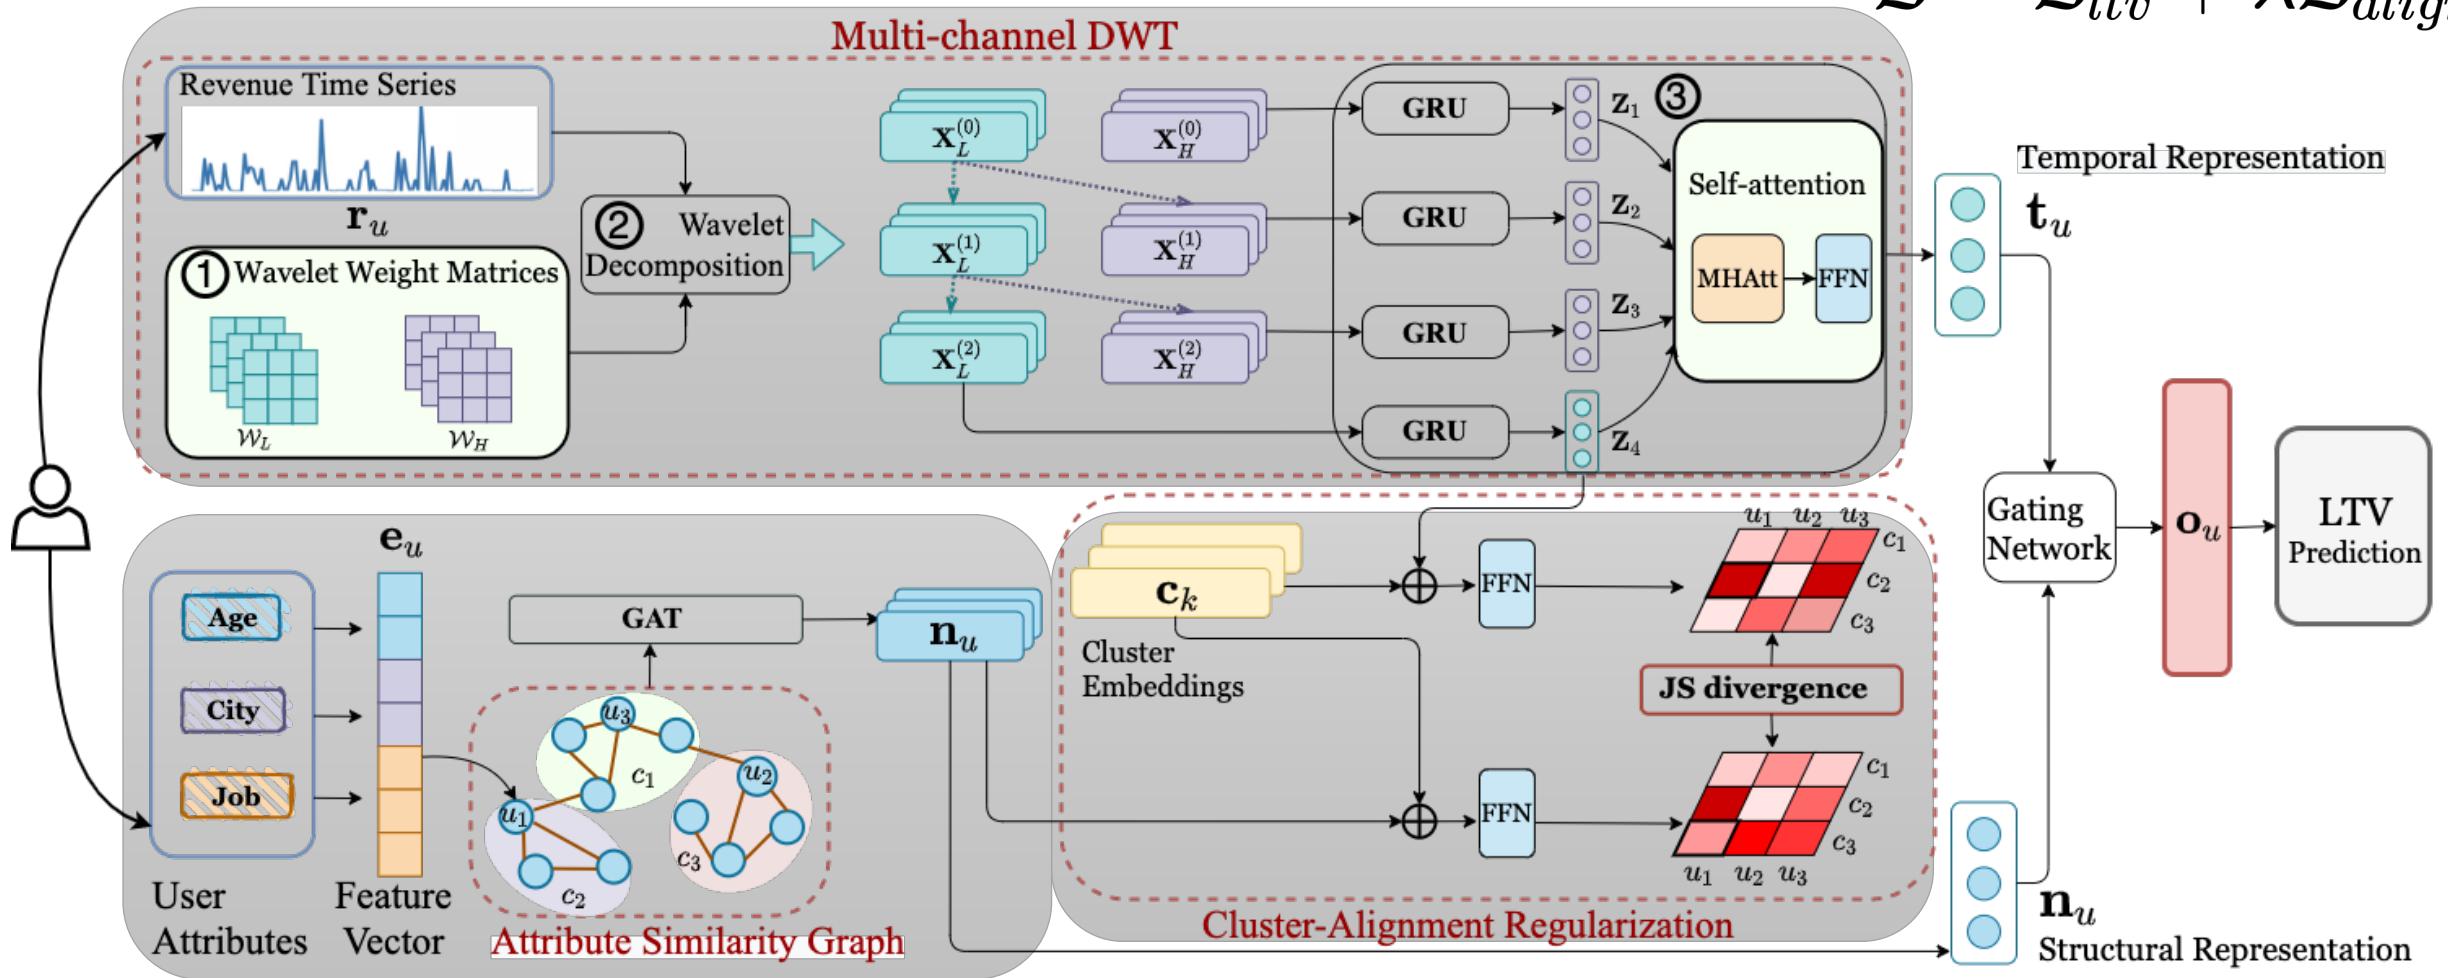 𝓛 = 𝓛_{ltv} + λ𝓛_{align}
Multi-channel DWT
Revenue Time Series
r_u
① Wavelet Weight Matrices
𝒲_L
𝒲_H
② Wavelet
Decomposition
X_L^{(0)}
X_H^{(0)}
X_L^{(1)}
X_H^{(1)}
X_L^{(2)}
X_H^{(2)}
GRU
GRU
GRU
GRU
z_1
z_2
z_3
z_4
③
Self-attention
MHAtt
FFN
Temporal Representation
t_u
Gating
Network
o_u
LTV
Prediction
e_u
Age
City
Job
User
Attributes
Feature
Vector
GAT
n_u
u_3
c_1
u_2
u_1
c_3
c_2
Attribute Similarity Graph
c_k
Cluster
Embeddings
FFN
FFN
u_1 u_2 u_3
c_1
c_2
c_3
JS divergence
c_1
c_2
c_3
u_1 u_2 u_3
Cluster-Alignment Regularization
n_u
Structural Representation